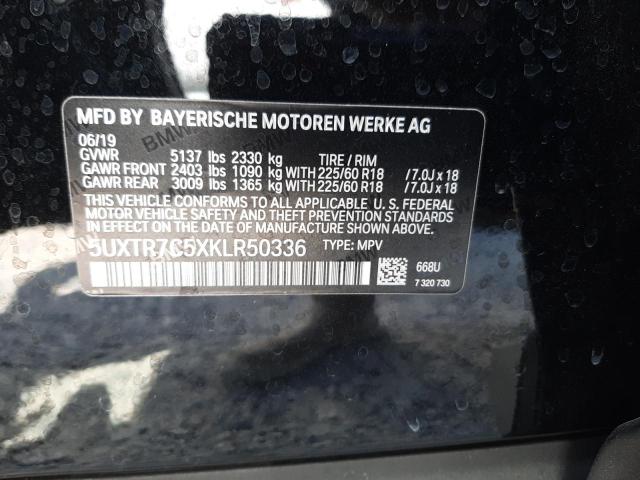 MFD BY BAYERISCHE MOTOREN WERKE AG
06/19
GVWR 5137 lbs 2330 kg TIRE / RIM
GAWR FRONT 2403 lbs 1090 kg WITH 225/60 R18 / 7.0J x 18
GAWR REAR 3009 lbs 1365 kg WITH 225/60 R18 / 7.0J x 18
THIS VEHICLE CONFORMS TO ALL APPLICABLE U. S. FEDERAL
MOTOR VEHICLE SAFETY AND THEFT PREVENTION STANDARDS
IN EFFECT ON THE DATE OF MANUFACTURE SHOWN ABOVE.
5UXTR7C5XKLR50336 TYPE: MPV
668U
7 320 730